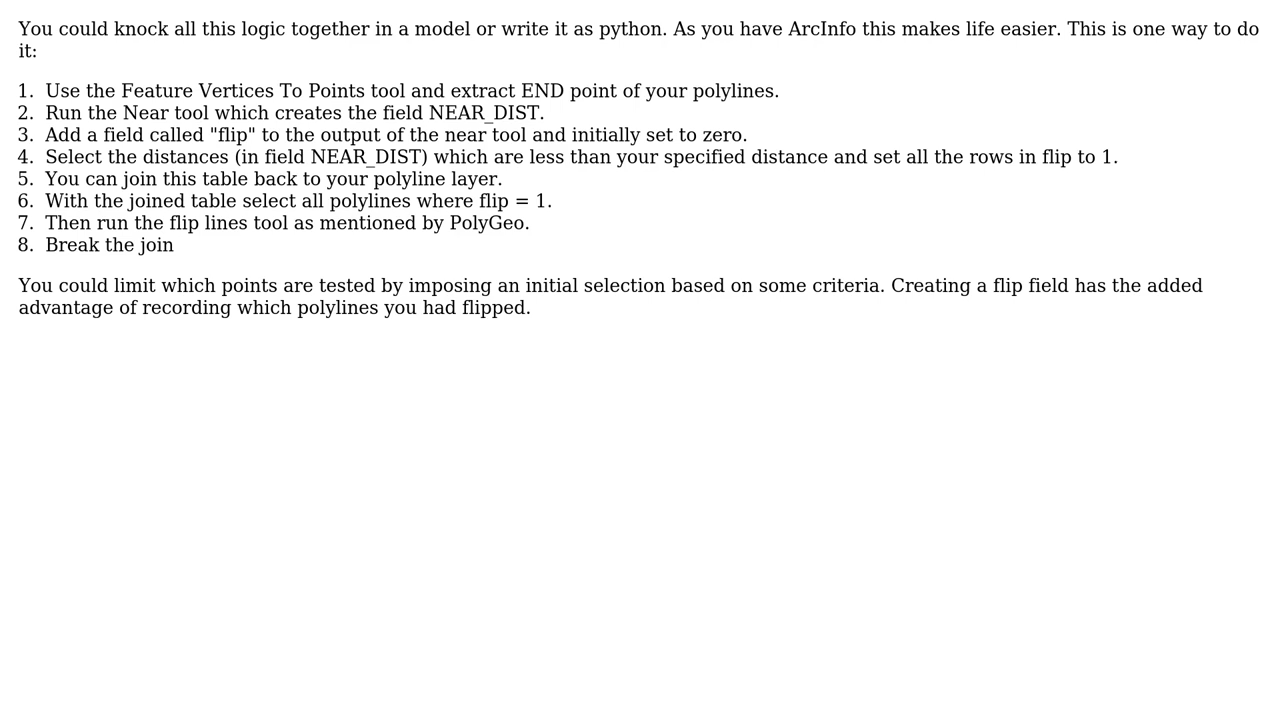 You could knock all this logic together in a model or write it as python. As you have ArcInfo this makes life easier. This is one way to do
it:
1. Use the Feature Vertices To Points tool and extract END point of your polylines.
2. Run the Near tool which creates the field NEAR_DIST.
3. Add a field called "flip" to the output of the near tool and initially set to zero.
4. Select the distances (in field NEAR_DIST) which are less than your specified distance and set all the rows in flip to 1.
5. You can join this table back to your polyline layer.
6. With the joined table select all polylines where flip = 1.
7. Then run the flip lines tool as mentioned by PolyGeo.
8. Break the join
You could limit which points are tested by imposing an initial selection based on some criteria. Creating a flip field has the added
advantage of recording which polylines you had flipped.